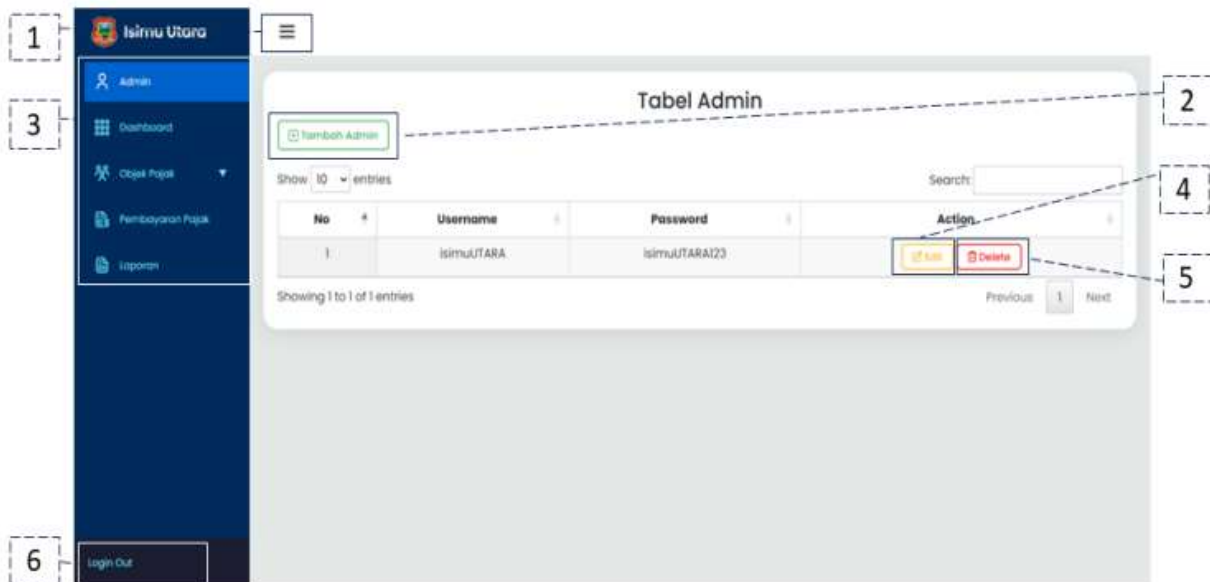 1
Isimu Utara
3
Admin
Dashboard
Objek Pajak
Pembayaran Pajak
Laporan
6
Login Out
Tabel Admin
2
Tambah Admin
Show 10 entries
Search:
4
No Username Password Action
1 isimuUTARA isimuUTARA123 Edit Delete
5
Showing 1 to 1 of 1 entries
Previous 1 Next